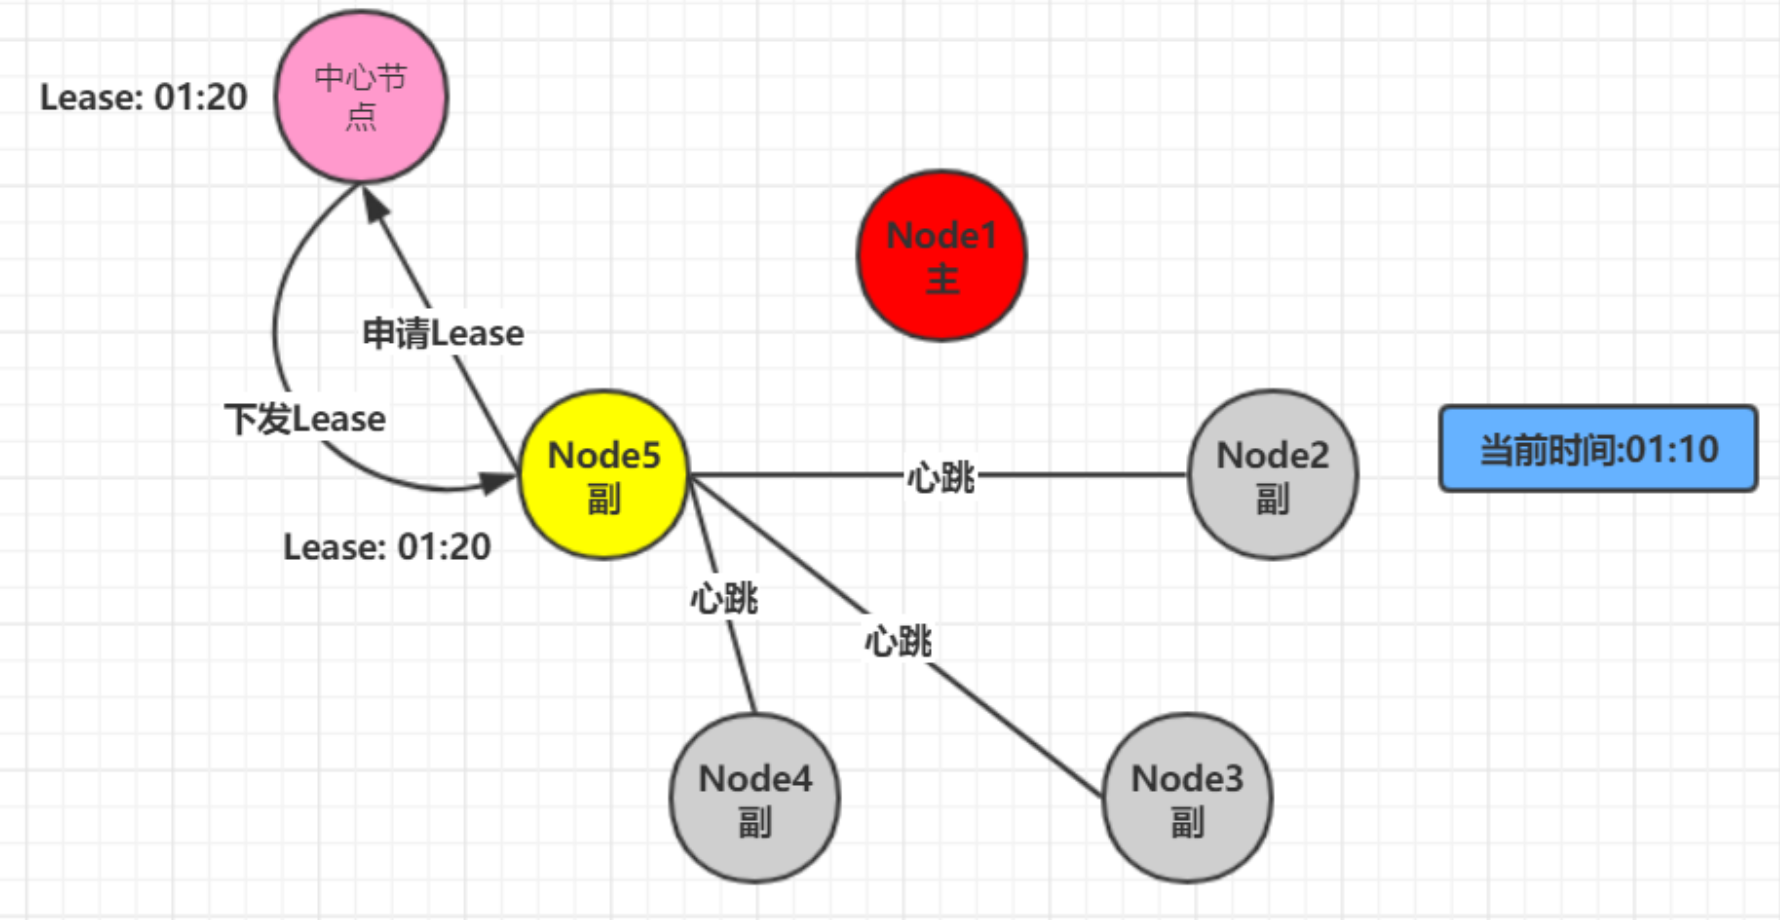 Lease: 01:20
中心节
点
Node1
主
申请Lease
下发Lease
Node5
副
心跳
Node2
副
当前时间:01:10
Lease: 01:20
心跳
心跳
Node4
副
Node3
副